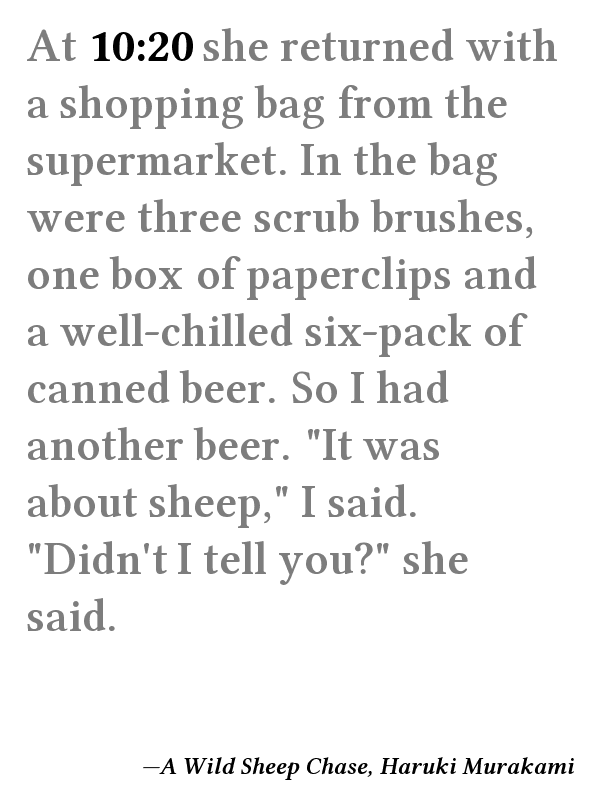 At 10:20 she returned with
a shopping bag from the
supermarket. In the bag
were three scrub brushes,
one box of paperclips and
a well-chilled six-pack of
canned beer. So I had
another beer. "It was
about sheep," I said.
"Didn't I tell you?" she
said.
—A Wild Sheep Chase, Haruki Murakami